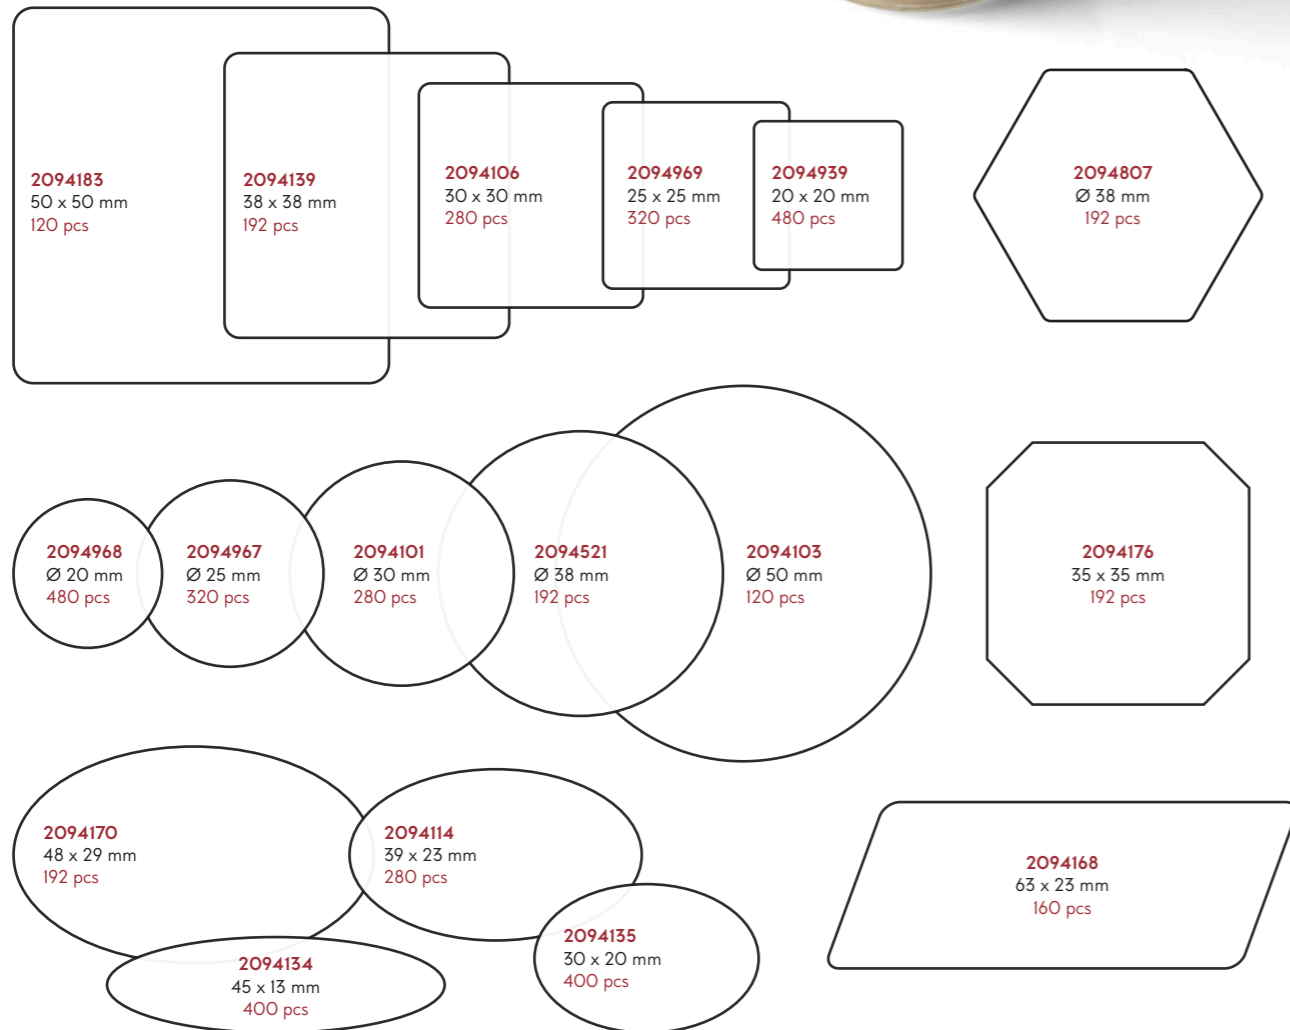 2094183
50 x 50 mm
120 pcs
2094139
38 x 38 mm
192 pcs
2094106
30 x 30 mm
280 pcs
2094969
25 x 25 mm
320 pcs
2094939
20 x 20 mm
480 pcs
2094807
Ø 38 mm
192 pcs
2094968
Ø 20 mm
480 pcs
2094967
Ø 25 mm
320 pcs
2094101
Ø 30 mm
280 pcs
2094521
Ø 38 mm
192 pcs
2094103
Ø 50 mm
120 pcs
2094176
35 x 35 mm
192 pcs
2094170
48 x 29 mm
192 pcs
2094114
39 x 23 mm
280 pcs
2094168
63 x 23 mm
160 pcs
2094134
45 x 13 mm
400 pcs
2094135
30 x 20 mm
400 pcs